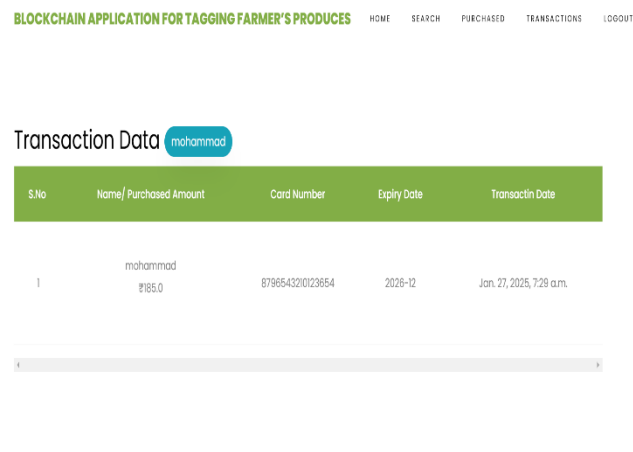 BLOCKCHAIN APPLICATION FOR TAGGING FARMER'S PRODUCES HOME SEARCH PURCHASED TRANSACTIONS LOGOUT
Transaction Data mohammad
S.No Name/ Purchased Amount Card Number Expiry Date Transactin Date
mohammad
1 8796543210123654 2026-12 Jan. 27, 2025, 7:29 a.m.
₹185.0